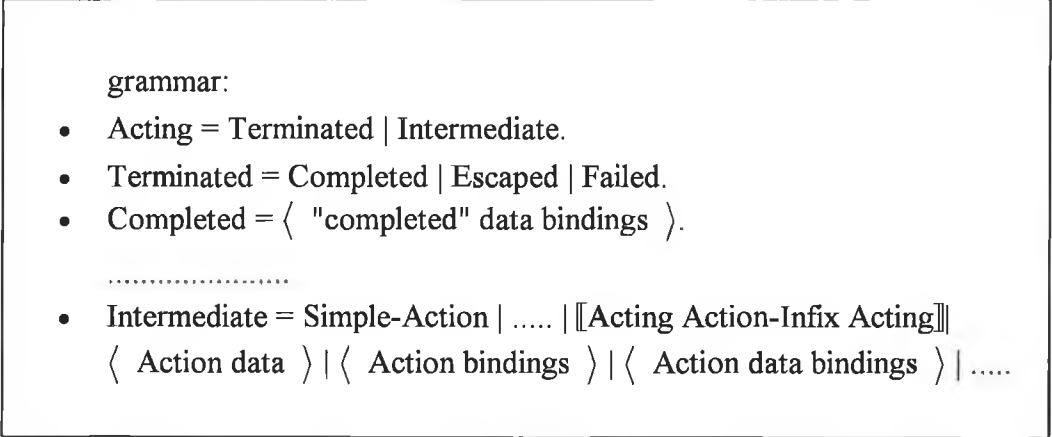 grammar:
• Acting = Terminated | Intermediate.
• Terminated = Completed | Escaped | Failed.
• Completed = ⟨ "completed" data bindings ⟩.
......................
• Intermediate = Simple-Action | ..... | ⟦Acting Action-Infix Acting⟧|
⟨ Action data ⟩ | ⟨ Action bindings ⟩ | ⟨ Action data bindings ⟩ | .....